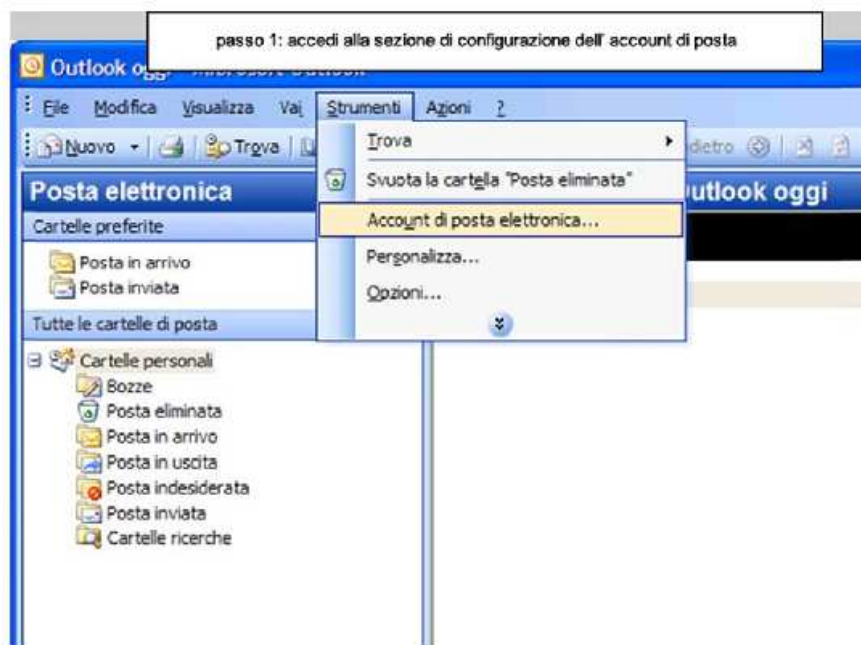 passo 1: accedi alla sezione di configurazione dell' account di posta
Outlook og
File Modifica Visualizza Vai Strumenti Azioni ?
Nuovo Trova dietro
Trova
Svuota la cartella "Posta eliminata"
Account di posta elettronica...
Personalizza...
Opzioni...
Posta elettronica utlook oggi
Cartelle preferite
Posta in arrivo
Posta inviata
Tutte le cartelle di posta
Cartelle personali
Bozze
Posta eliminata
Posta in arrivo
Posta in uscita
Posta indesiderata
Posta inviata
Cartelle ricerche